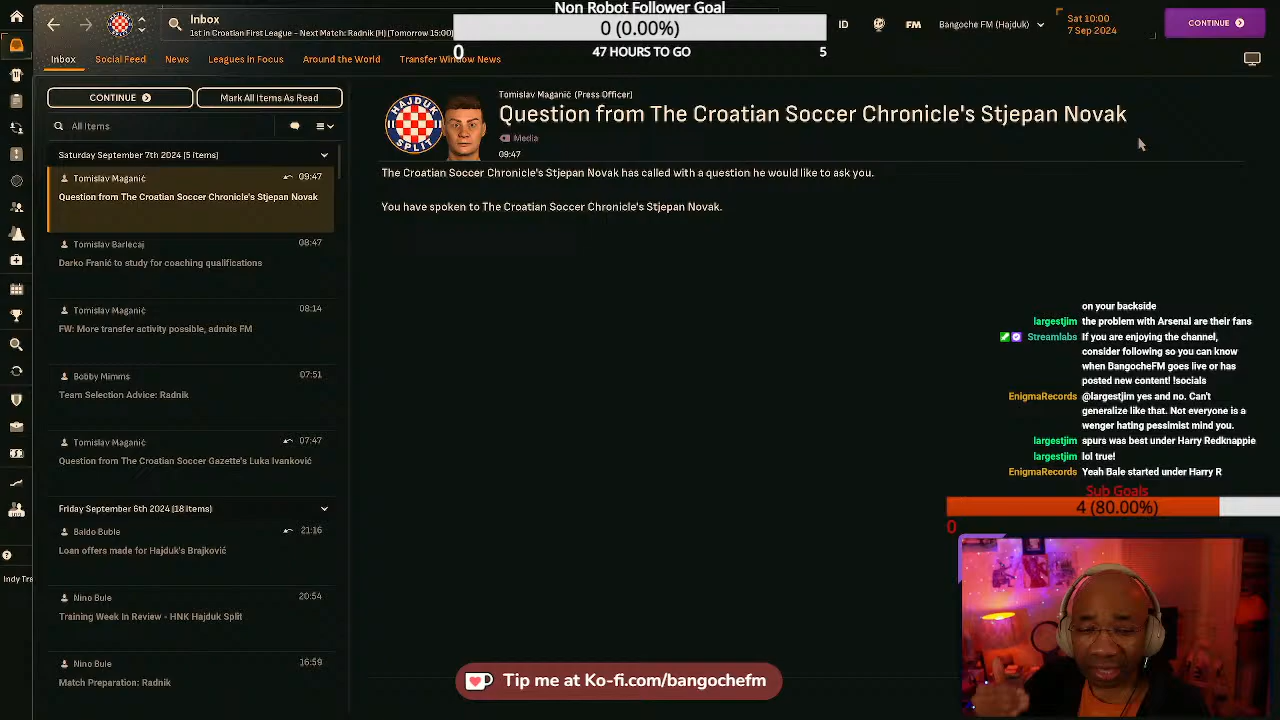 Non Robot Follower Goal
0 (0.00%)
0
47 HOURS TO GO
5
Inbox
1st in Croatian First League - Next Match: Radnik (H) [Tomorrow 15:00]
ID
FM
Bangoche FM (Hajduk)
Sat 10:00
7 Sep 2024
CONTINUE
Inbox
Social Feed
News
Leagues In Focus
Around the World
Transfer Window News
CONTINUE
Mark All Items As Read
All Items
Saturday September 7th 2024 (5 Items)
Tomislav Maganić
09:47
Question from The Croatian Soccer Chronicle's Stjepan Novak
Tomislav Barlecaj
08:47
Darko Franić to study for coaching qualifications
Tomislav Maganić
08:14
FW: More transfer activity possible, admits FM
Bobby Mimms
07:51
Team Selection Advice: Radnik
Tomislav Maganić
07:47
Question from The Croatian Soccer Gazette's Luka Ivanković
Friday September 6th 2024 (18 Items)
Baldo Buble
21:16
Loan offers made for Hajduk's Brajković
Nino Bule
20:54
Training Week In Review - HNK Hajduk Split
Nino Bule
16:59
Match Preparation: Radnik
Indy Tra
HAJDUK
SPLIT
Tomislav Maganić (Press Officer)
Question from The Croatian Soccer Chronicle's Stjepan Novak
Media
09:47
The Croatian Soccer Chronicle's Stjepan Novak has called with a question he would like to ask you.
You have spoken to The Croatian Soccer Chronicle's Stjepan Novak.
on your backside
largestjim the problem with Arsenal are their fans
Streamlabs If you are enjoying the channel,
consider following so you can know
when BangocheFM goes live or has
posted new content! !socials
EnigmaRecords @largestjim yes and no. Can't
generalize like that. Not everyone is a
wenger hating pessimist mind you.
largestjim spurs was best under Harry Redknappie
largestjim lol true!
EnigmaRecords Yeah Bale started under Harry R
Sub Goals
4 (80.00%)
0
Tip me at Ko-fi.com/bangochefm